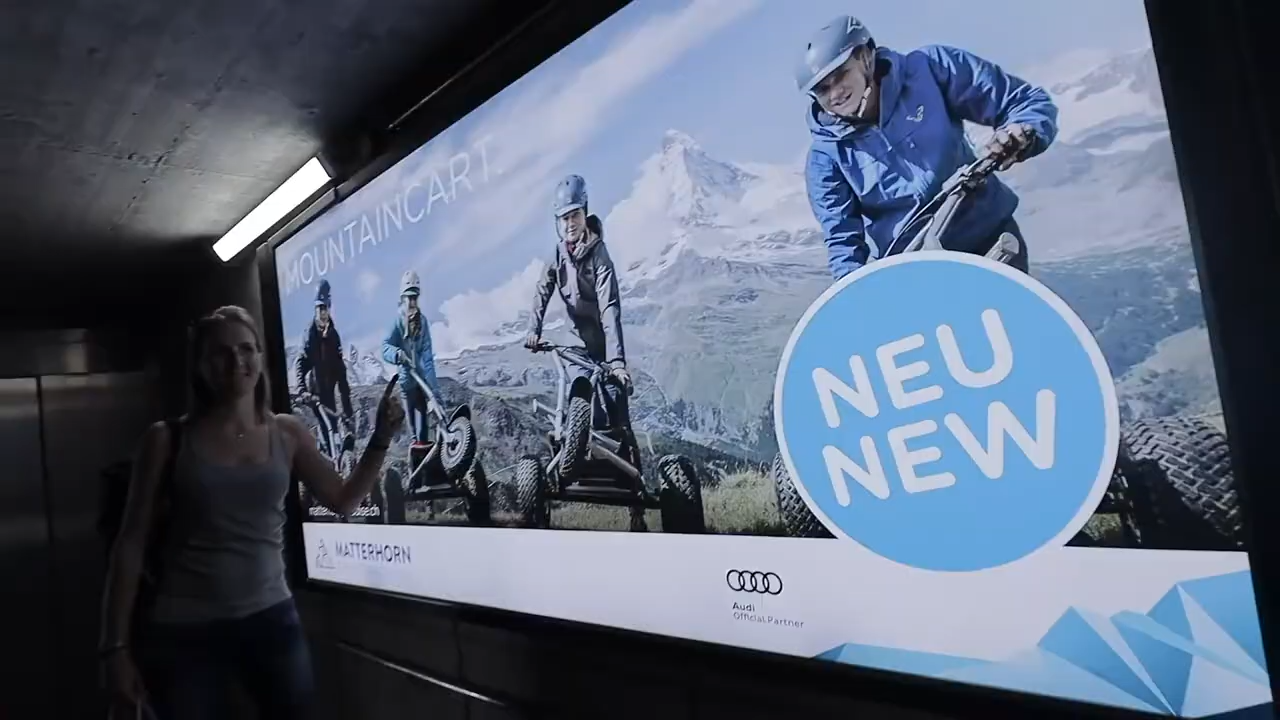 MOUNTAINCART.
NEU
NEW
MATTERHORN
Audi
Official Partner